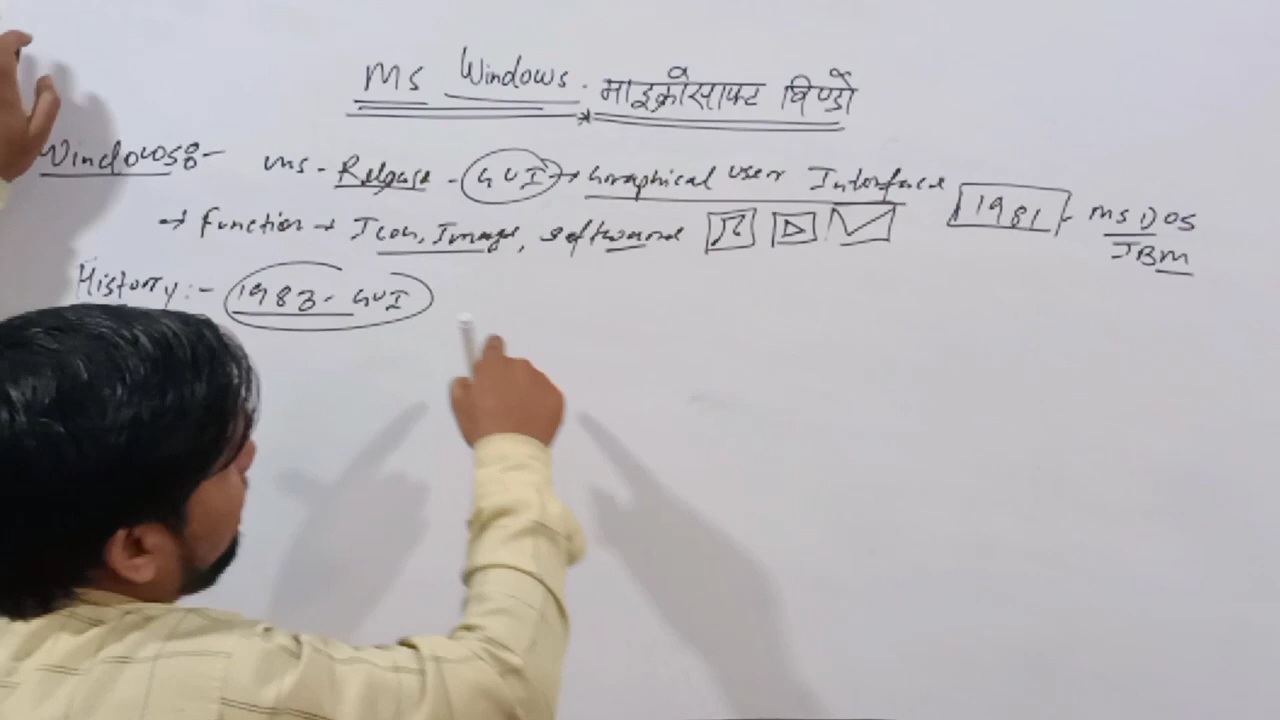 MS Windows. माइक्रोसाफ्ट विण्डो
Windows:- Ms - Release - GUI → Graphical user Interface
1981 - MS DOS
IBM
→ Function → Icon, Image, software
History:- 1983 - GUI